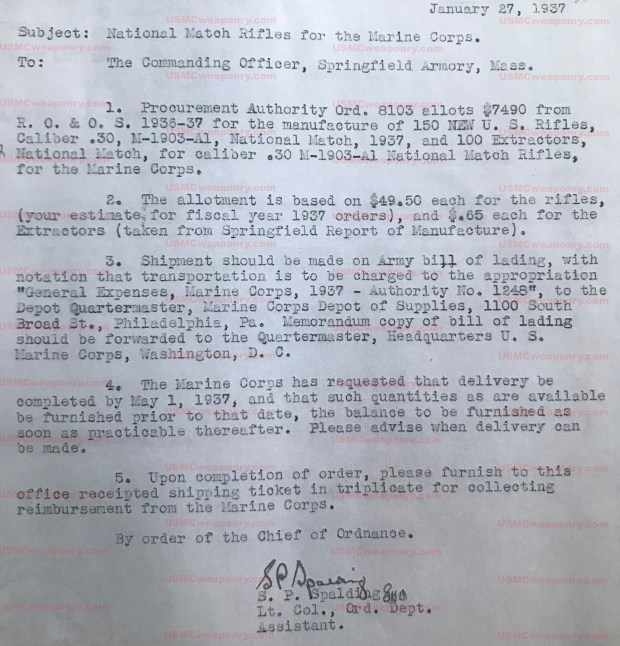 January 27, 1937
Subject: National Match Rifles for the Marine Corps.
To: The Commanding Officer, Springfield Armory, Mass.
1. Procurement Authority Ord. 8103 allots $7490 from
R. O. & O. S. 1936-37 for the manufacture of 150 NEW U. S. Rifles,
Caliber .30, M-1903-A1, National Match, 1937, and 100 Extractors,
National Match, for caliber .30 M-1903-A1 National Match Rifles,
for the Marine Corps.
2. The allotment is based on $49.50 each for the rifles,
(your estimate for fiscal year 1937 orders), and $.65 each for the
Extractors (taken from Springfield Report of Manufacture).
3. Shipment should be made on Army bill of lading, with
notation that transportation is to be charged to the appropriation
"General Expenses, Marine Corps, 1937 - Authority No. 1248", to the
Depot Quartermaster, Marine Corps Depot of Supplies, 1100 South
Broad St., Philadelphia, Pa. Memorandum copy of bill of lading
should be forwarded to the Quartermaster, Headquarters U. S.
Marine Corps, Washington, D. C.
4. The Marine Corps has requested that delivery be
completed by May 1, 1937, and that such quantities as are available
be furnished prior to that date, the balance to be furnished as
soon as practicable thereafter. Please advise when delivery can
be made.
5. Upon completion of order, please furnish to this
office receipted shipping ticket in triplicate for collecting
reimbursement from the Marine Corps.
By order of the Chief of Ordnance.
S P Spalding
S. P. Spalding
Lt. Col., Ord. Dept.
Assistant.
USMCweaponry.com